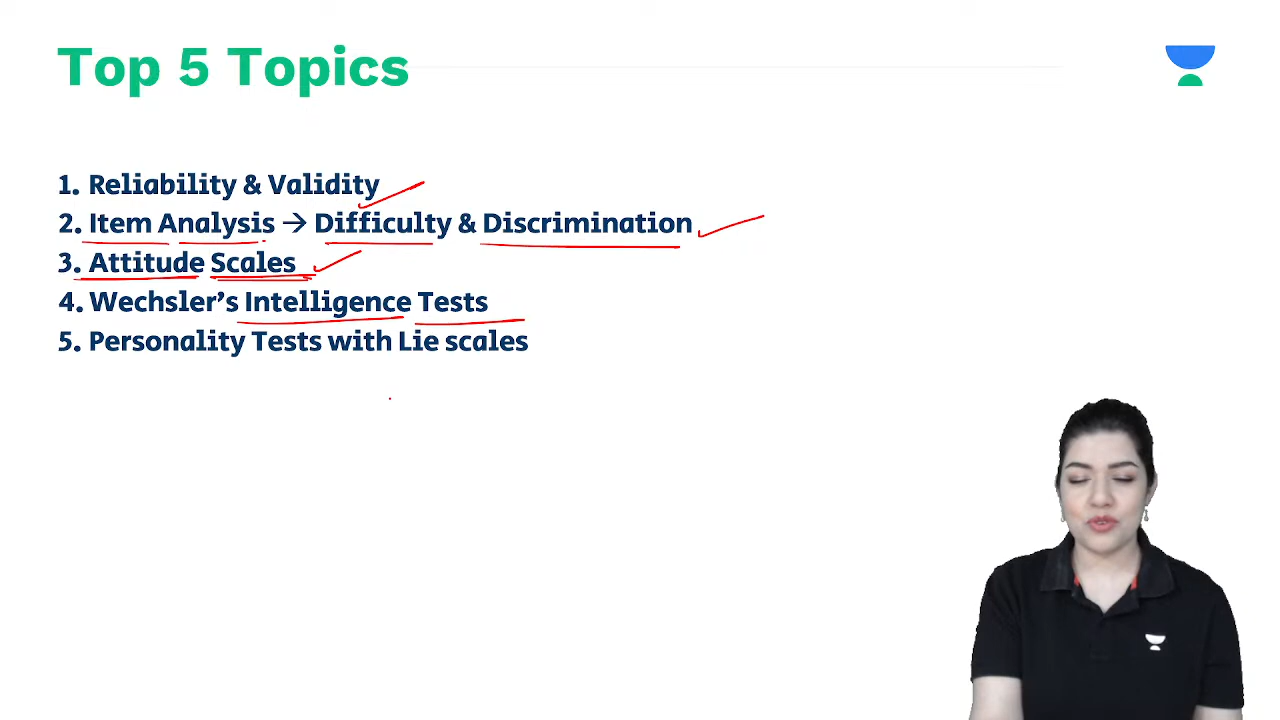 Top 5 Topics
1. Reliability & Validity
2. Item Analysis → Difficulty & Discrimination
3. Attitude Scales
4. Wechsler’s Intelligence Tests
5. Personality Tests with Lie scales